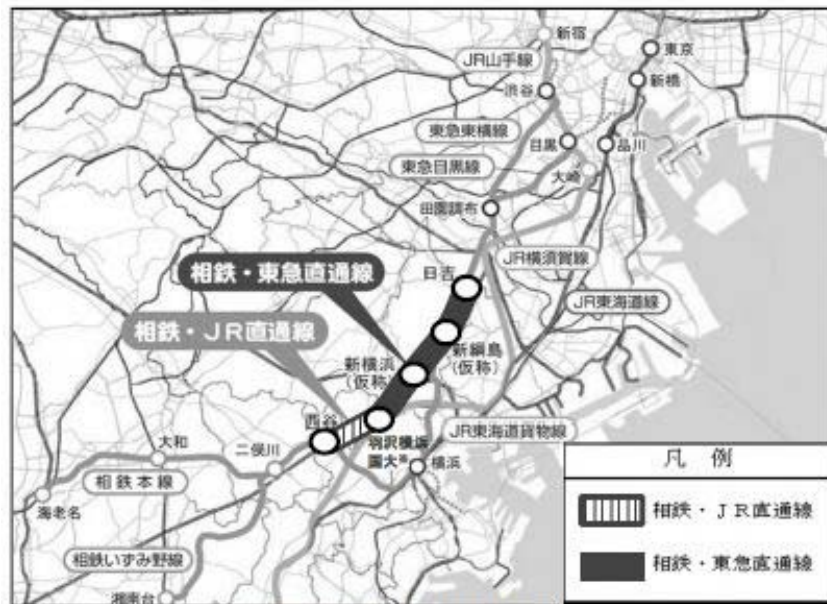 新宿
東京
JR山手線
新橋
渋谷
東急東横線
目黒
品川
東急目黒線
大崎
田園調布
JR横須賀線
相鉄・東急直通線
日吉
JR東海道線
相鉄・JR直通線
新横浜
(仮称)
新綱島
(仮称)
西谷
羽沢横浜
国大
JR東海道貨物線
大和
二俣川
横浜
相鉄本線
海老名
相鉄いずみ野線
湘南台
凡 例
相鉄・JR直通線
相鉄・東急直通線